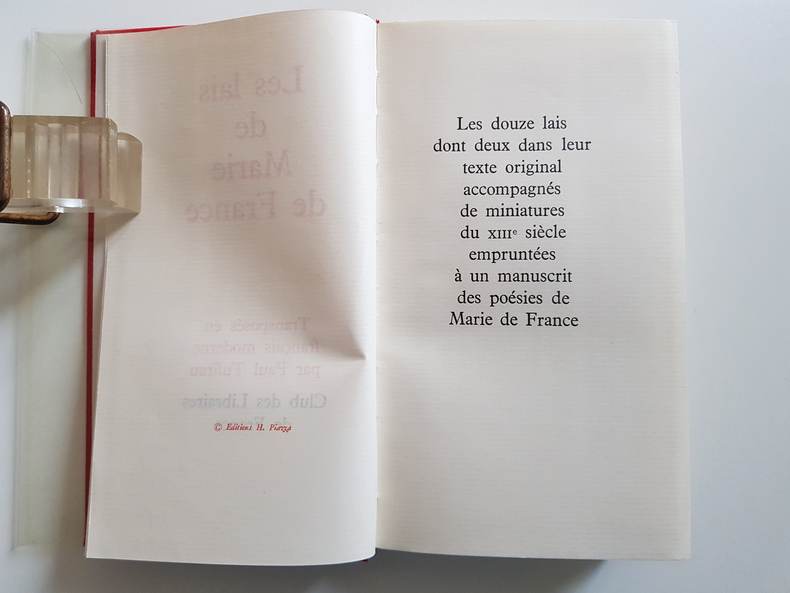 Les lais
de
Marie
de France
Transposés en
français moderne
par Paul Tuffrau
Club des Libraires
de France
© Editions H. Piazza
Les douze lais
dont deux dans leur
texte original
accompagnés
de miniatures
du XIIIe siècle
empruntées
à un manuscrit
des poésies de
Marie de France